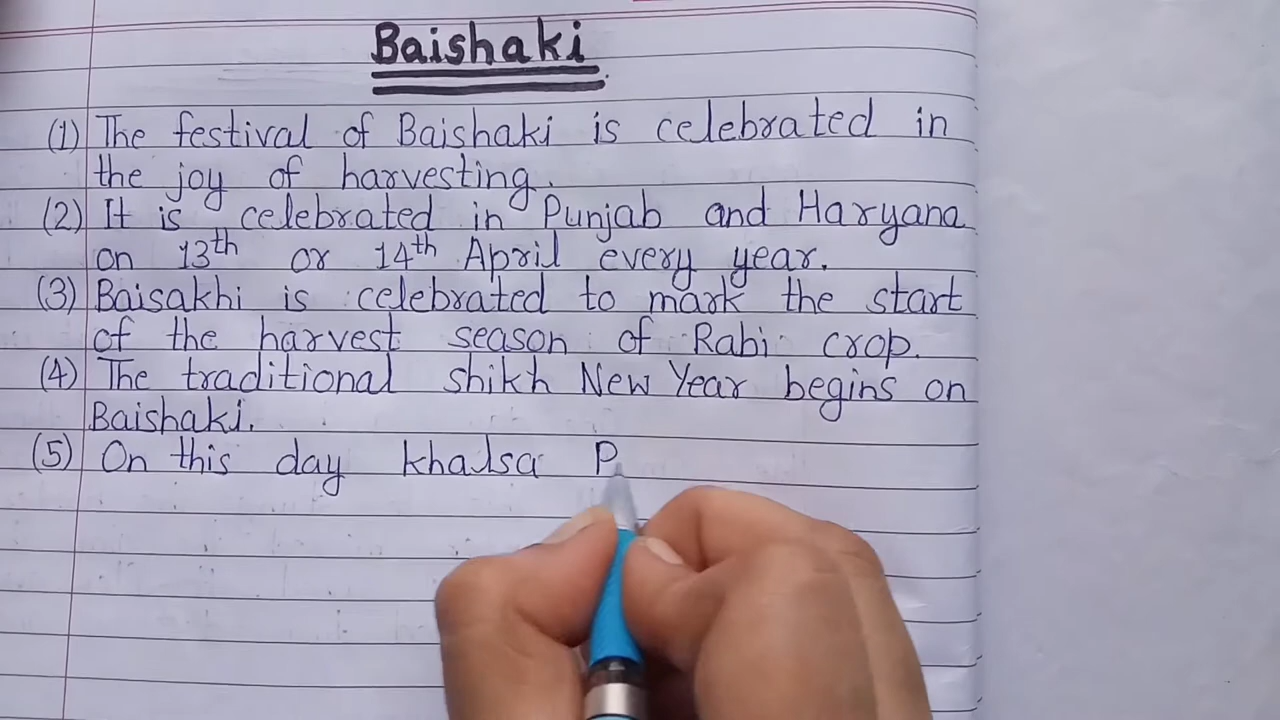 Baishaki
(1) The festival of Baishaki is celebrated in
the joy of harvesting.
(2) It is celebrated in Punjab and Haryana
on 13th or 14th April every year.
(3) Baisakhi is celebrated to mark the start
of the harvest season of Rabi crop.
(4) The traditional shikh New Year begins on
Baishaki.
(5) On this day khalsa P